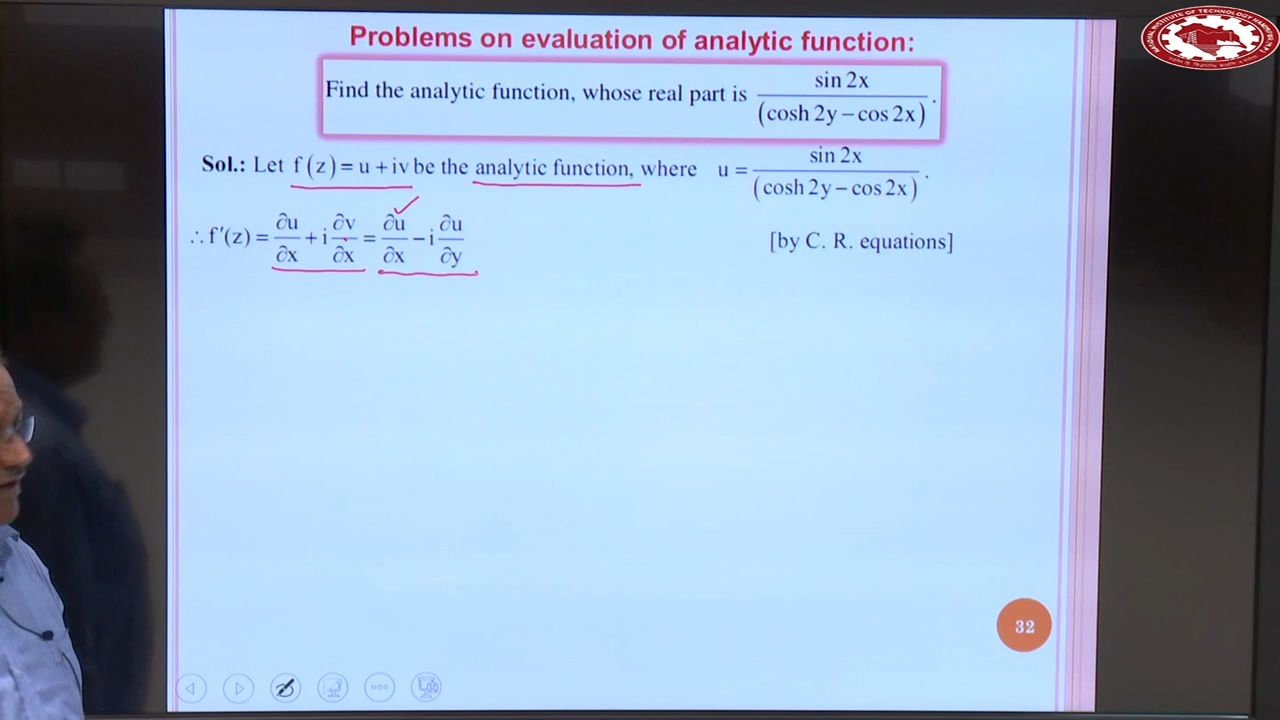 Problems on evaluation of analytic function:
Find the analytic function, whose real part is sin 2x / (cosh 2y – cos 2x).
Sol.: Let f(z) = u + iv be the analytic function, where u = sin 2x / (cosh 2y – cos 2x).
∴ f′(z) = ∂u/∂x + i ∂v/∂x = ∂u/∂x – i ∂u/∂y [by C. R. equations]
32